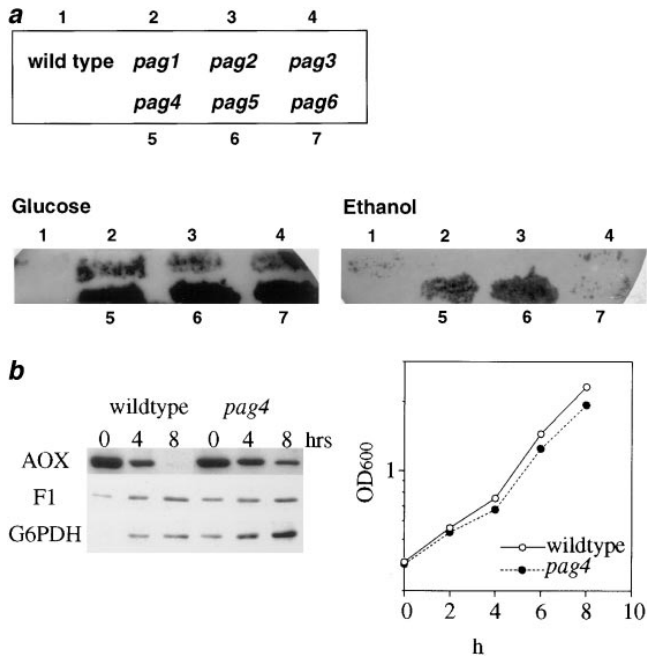 a
1 2 3 4
wild type pag1 pag2 pag3
pag4 pag5 pag6
5 6 7
Glucose
1 2 3 4
5 6 7
Ethanol
1 2 3 4
5 6 7
b
wildtype pag4
0 4 8 0 4 8 hrs
AOX
F1
G6PDH
OD600
1
wildtype
pag4
0 2 4 6 8 10
h